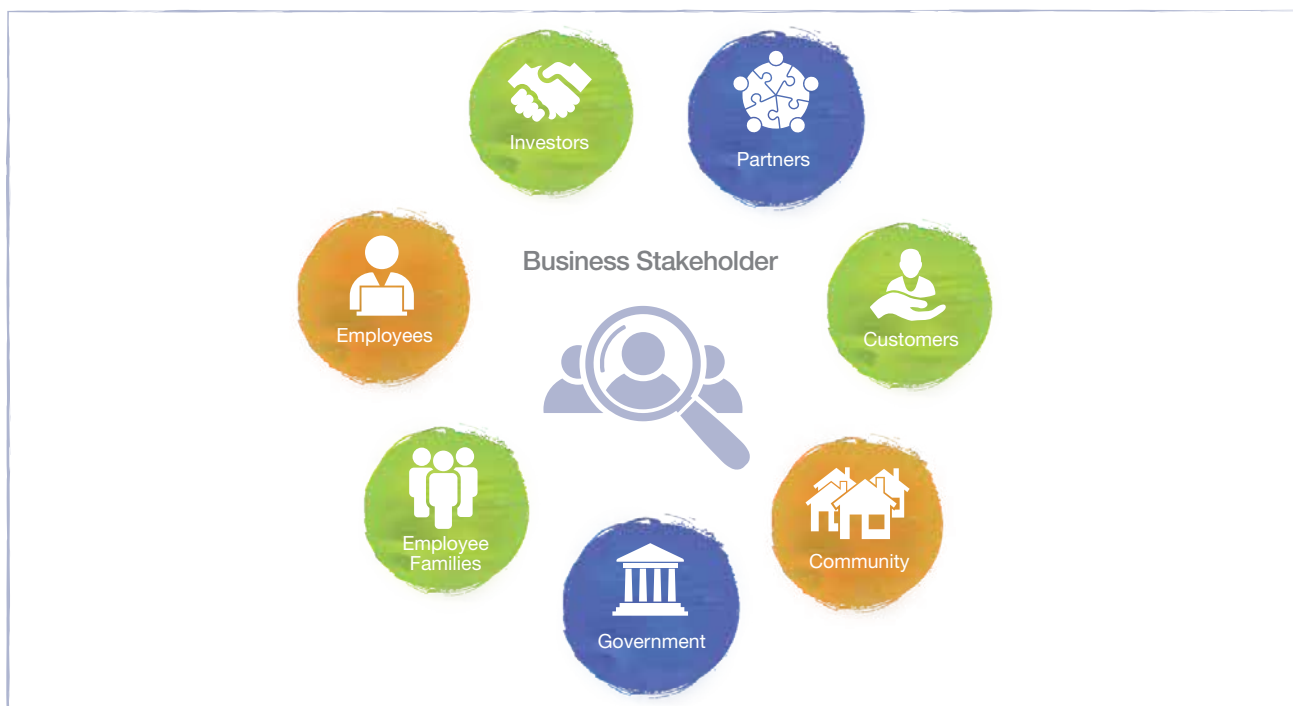 Investors
Partners
Business Stakeholder
Employees
Customers
Employee
Families
Community
Government